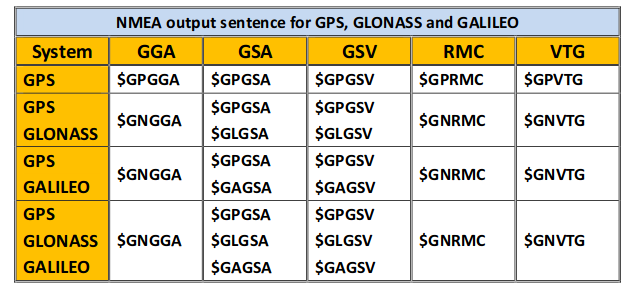 NMEA output sentence for GPS, GLONASS and GALILEO
System GGA GSA GSV RMC VTG
GPS $GPGGA $GPGSA $GPGSV $GPRMC $GPVTG
GPS $GPGSA $GPGSV
$GNGGA $GNRMC $GNVTG
GLONASS $GLGSA $GLGSV
GPS $GPGSA $GPGSV
$GNGGA $GNRMC $GNVTG
GALILEO $GAGSA $GAGSV
GPS $GPGSA $GPGSV
GLONASS $GNGGA $GLGSA $GLGSV $GNRMC $GNVTG
GALILEO $GAGSA $GAGSV